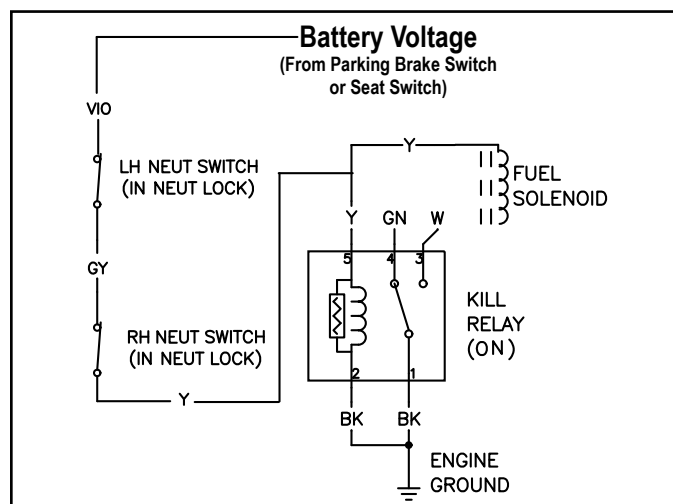 Battery Voltage
(From Parking Brake Switch
or Seat Switch)
VIO
LH NEUT SWITCH
(IN NEUT LOCK)
GY
RH NEUT SWITCH
(IN NEUT LOCK)
Y
Y
FUEL
SOLENOID
Y
GN
W
5
4
3
KILL
RELAY
(ON)
2
1
BK
BK
ENGINE
GROUND